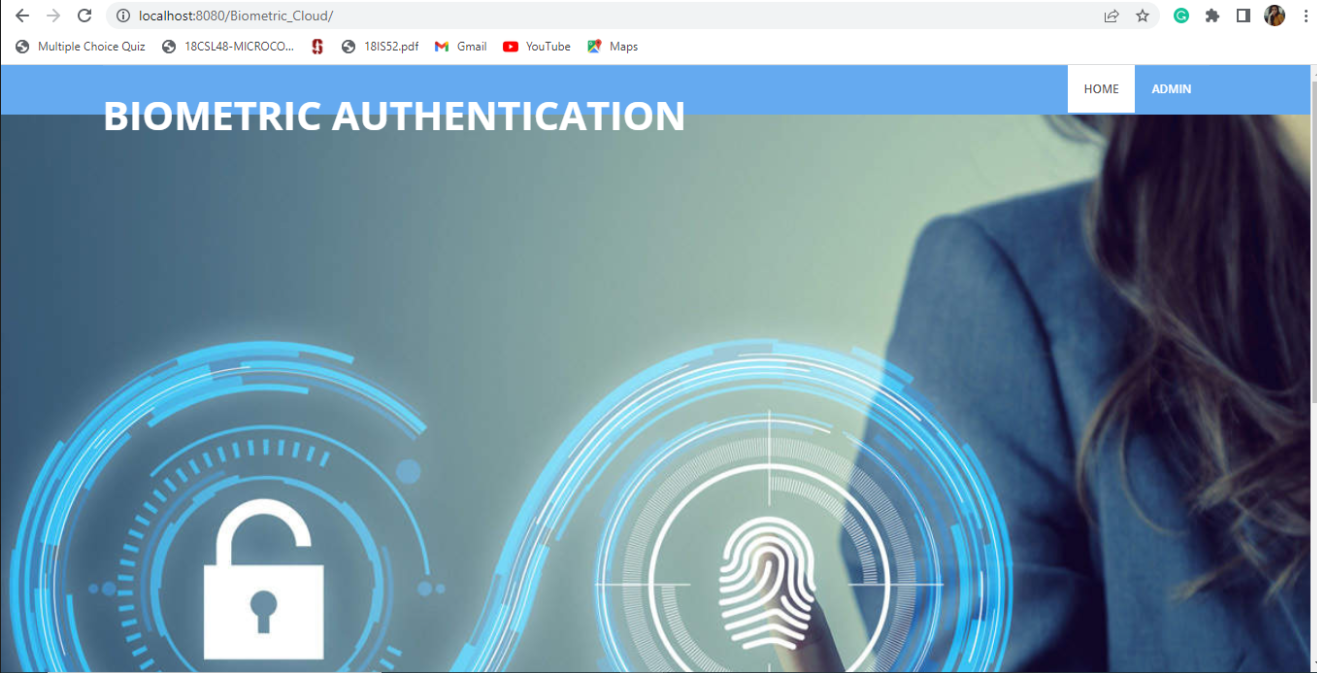 localhost:8080/Biometric_Cloud/
Multiple Choice Quiz 18CSL48-MICROCO... 18IS52.pdf Gmail YouTube Maps
HOME ADMIN
BIOMETRIC AUTHENTICATION